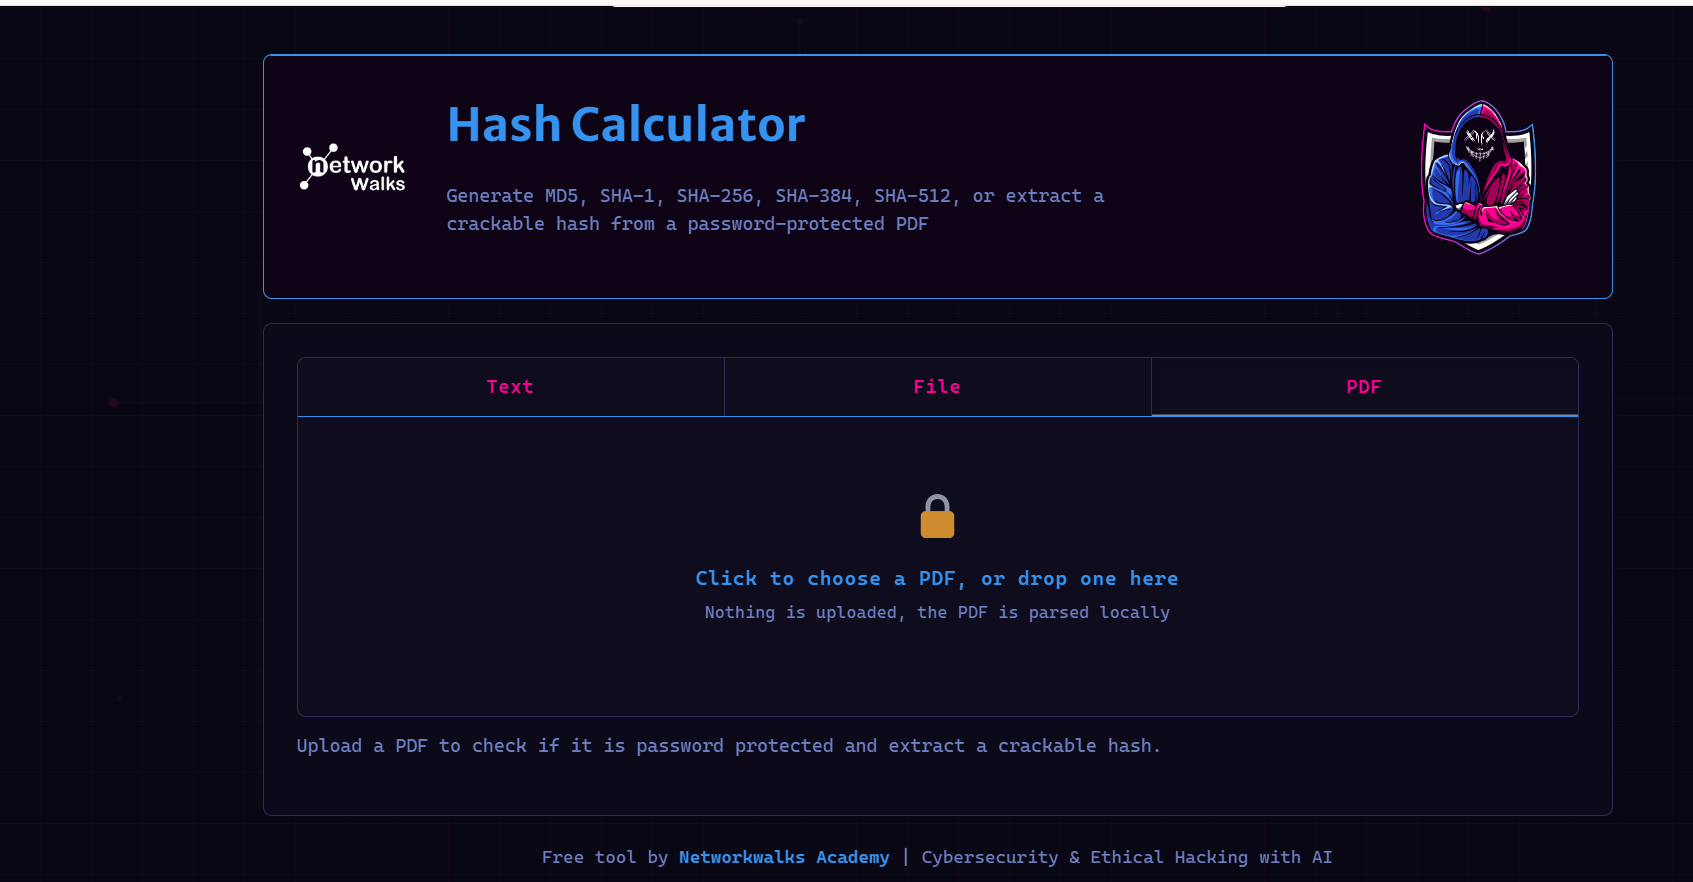 network
walks
Hash Calculator
Generate MD5, SHA-1, SHA-256, SHA-384, SHA-512, or extract a
crackable hash from a password-protected PDF
Text
File
PDF
Click to choose a PDF, or drop one here
Nothing is uploaded, the PDF is parsed locally
Upload a PDF to check if it is password protected and extract a crackable hash.
Free tool by Networkwalks Academy | Cybersecurity & Ethical Hacking with AI